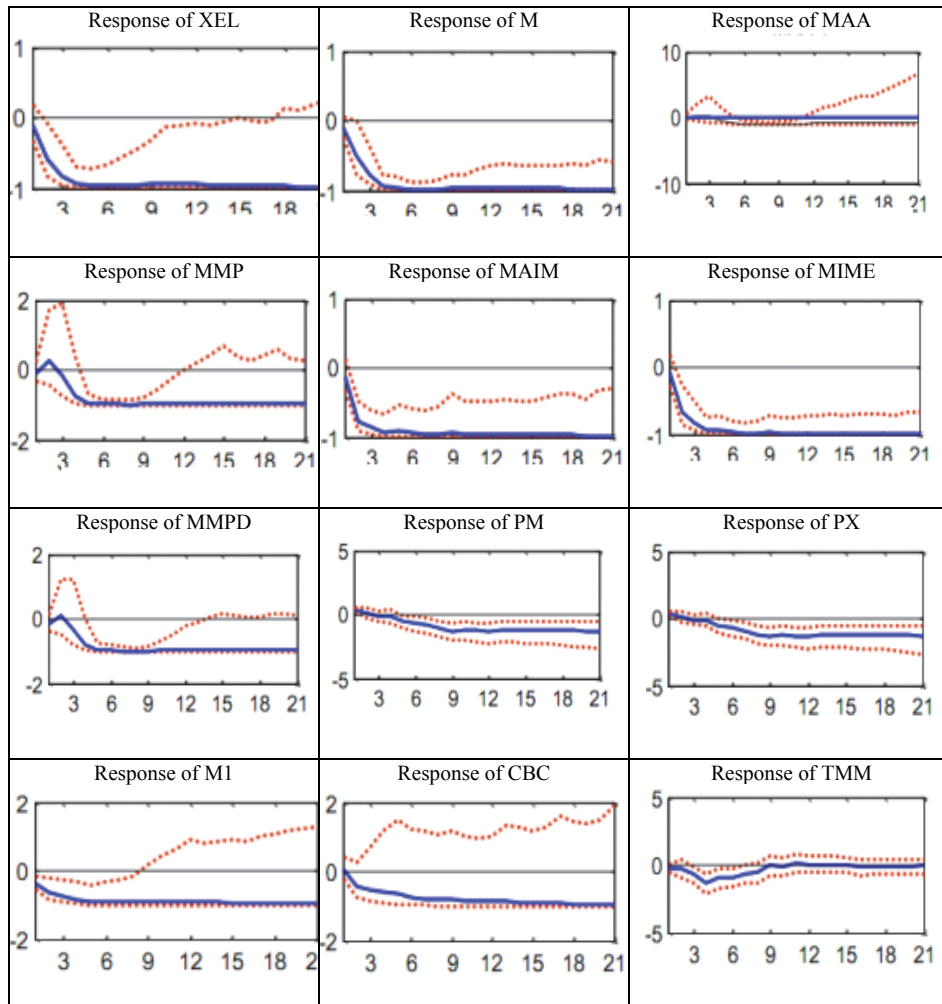 Response of XEL
Response of M
Response of MAA
1
0
-1
3 6 9 12 15 18
1
0
-1
3 6 9 12 15 18 21
10
0
-10
3 6 9 12 15 18 21
Response of MMP
Response of MAIM
Response of MIME
2
0
-2
3 6 9 12 15 18 21
1
0
-1
3 6 9 12 15 18 21
1
0
-1
3 6 9 12 15 18 21
Response of MMPD
Response of PM
Response of PX
2
0
-2
3 6 9 12 15 18 21
5
0
-5
3 6 9 12 15 18 21
5
0
-5
3 6 9 12 15 18 21
Response of M1
Response of CBC
Response of TMM
2
0
-2
3 6 9 12 15 18 2
2
0
-2
3 6 9 12 15 18 21
5
0
-5
3 6 9 12 15 18 21